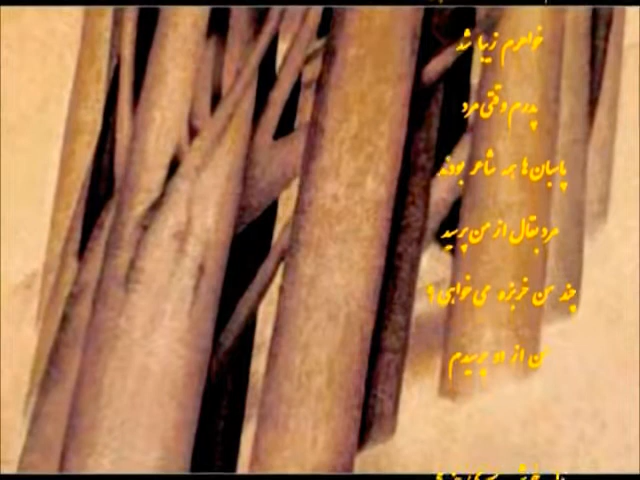 خواهرم زیبا شد
پدرم وقتی مرد
پاسبان‌ها همه شاعر بودند
مرد بقال از من پرسید
چند من خربزه می خواهی ؟
من از او پرسیدم